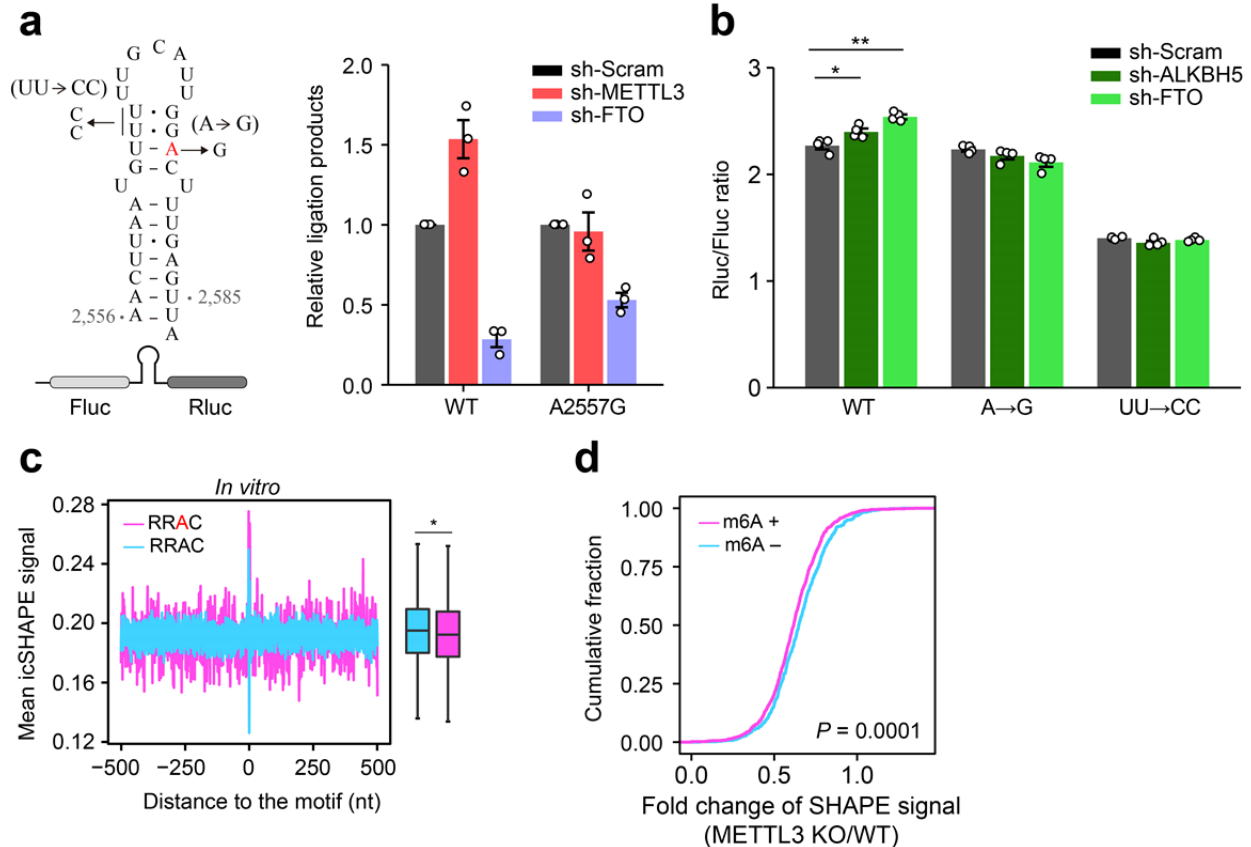 a
C
G A
U U
(UU→CC) U U
U • G
C U • G (A→G)
C U – A G
G – C
U U
A – U
A – U
U • G
U – A
C – G
A – U • 2,585
2,556 • A – U
A
Fluc Rluc
Relative ligation products
2.0
1.5
1.0
0.5
0.0
sh-Scram
sh-METTL3
sh-FTO
WT A2557G
b
Rluc/Fluc ratio
3
2
1
0
**
*
sh-Scram
sh-ALKBH5
sh-FTO
WT A→G UU→CC
c
In vitro
Mean icSHAPE signal
0.28
0.24
0.20
0.16
0.12
RRAC
RRAC
*
−500 −250 0 250 500
Distance to the motif (nt)
d
Cumulative fraction
1.00
0.75
0.50
0.25
0.00
m6A +
m6A –
P = 0.0001
0.0 0.5 1.0
Fold change of SHAPE signal
(METTL3 KO/WT)